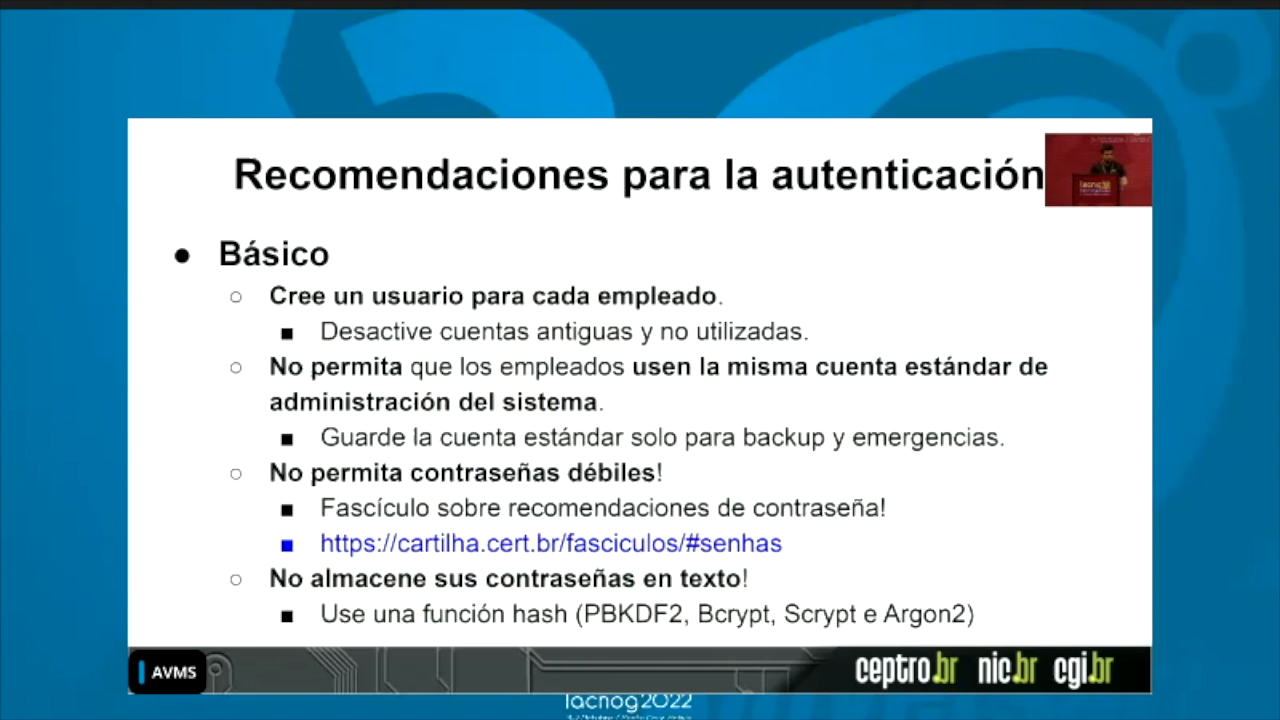 Recomendaciones para la autenticación
● Básico
○ Cree un usuario para cada empleado.
■ Desactive cuentas antiguas y no utilizadas.
○ No permita que los empleados usen la misma cuenta estándar de
administración del sistema.
■ Guarde la cuenta estándar solo para backup y emergencias.
○ No permita contraseñas débiles!
■ Fascículo sobre recomendaciones de contraseña!
■ https://cartilha.cert.br/fasciculos/#senhas
○ No almacene sus contraseñas en texto!
■ Use una función hash (PBKDF2, Bcrypt, Scrypt e Argon2)
AVMS
ceptro.br nic.br cgi.br
lacnog2022